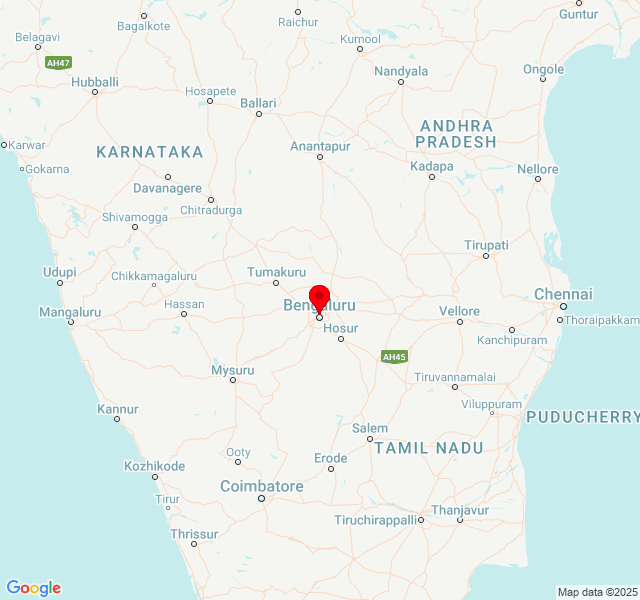 Guntur
Raichur
Bagalkote
Belagavi
Kurnool
AH47
Nandyala
Ongole
Hubballi
Hosapete
Ballari
ANDHRA
PRADESH
Karwar
KARNATAKA
Anantapur
Gokarna
Kadapa
Nellore
Davanagere
Chitradurga
Shivamogga
Tirupati
Udupi
Chikkamagaluru
Tumakuru
Chennai
Hassan
Bengaluru
Mangaluru
Vellore
Thoraipakkam
Hosur
Kanchipuram
AH45
Mysuru
Tiruvannamalai
Viluppuram
Kannur
PUDUCHERRY
Salem
TAMIL NADU
Ooty
Erode
Kozhikode
Coimbatore
Tirur
Thanjavur
Tiruchirappalli
Thrissur
Google
Map data ©2025